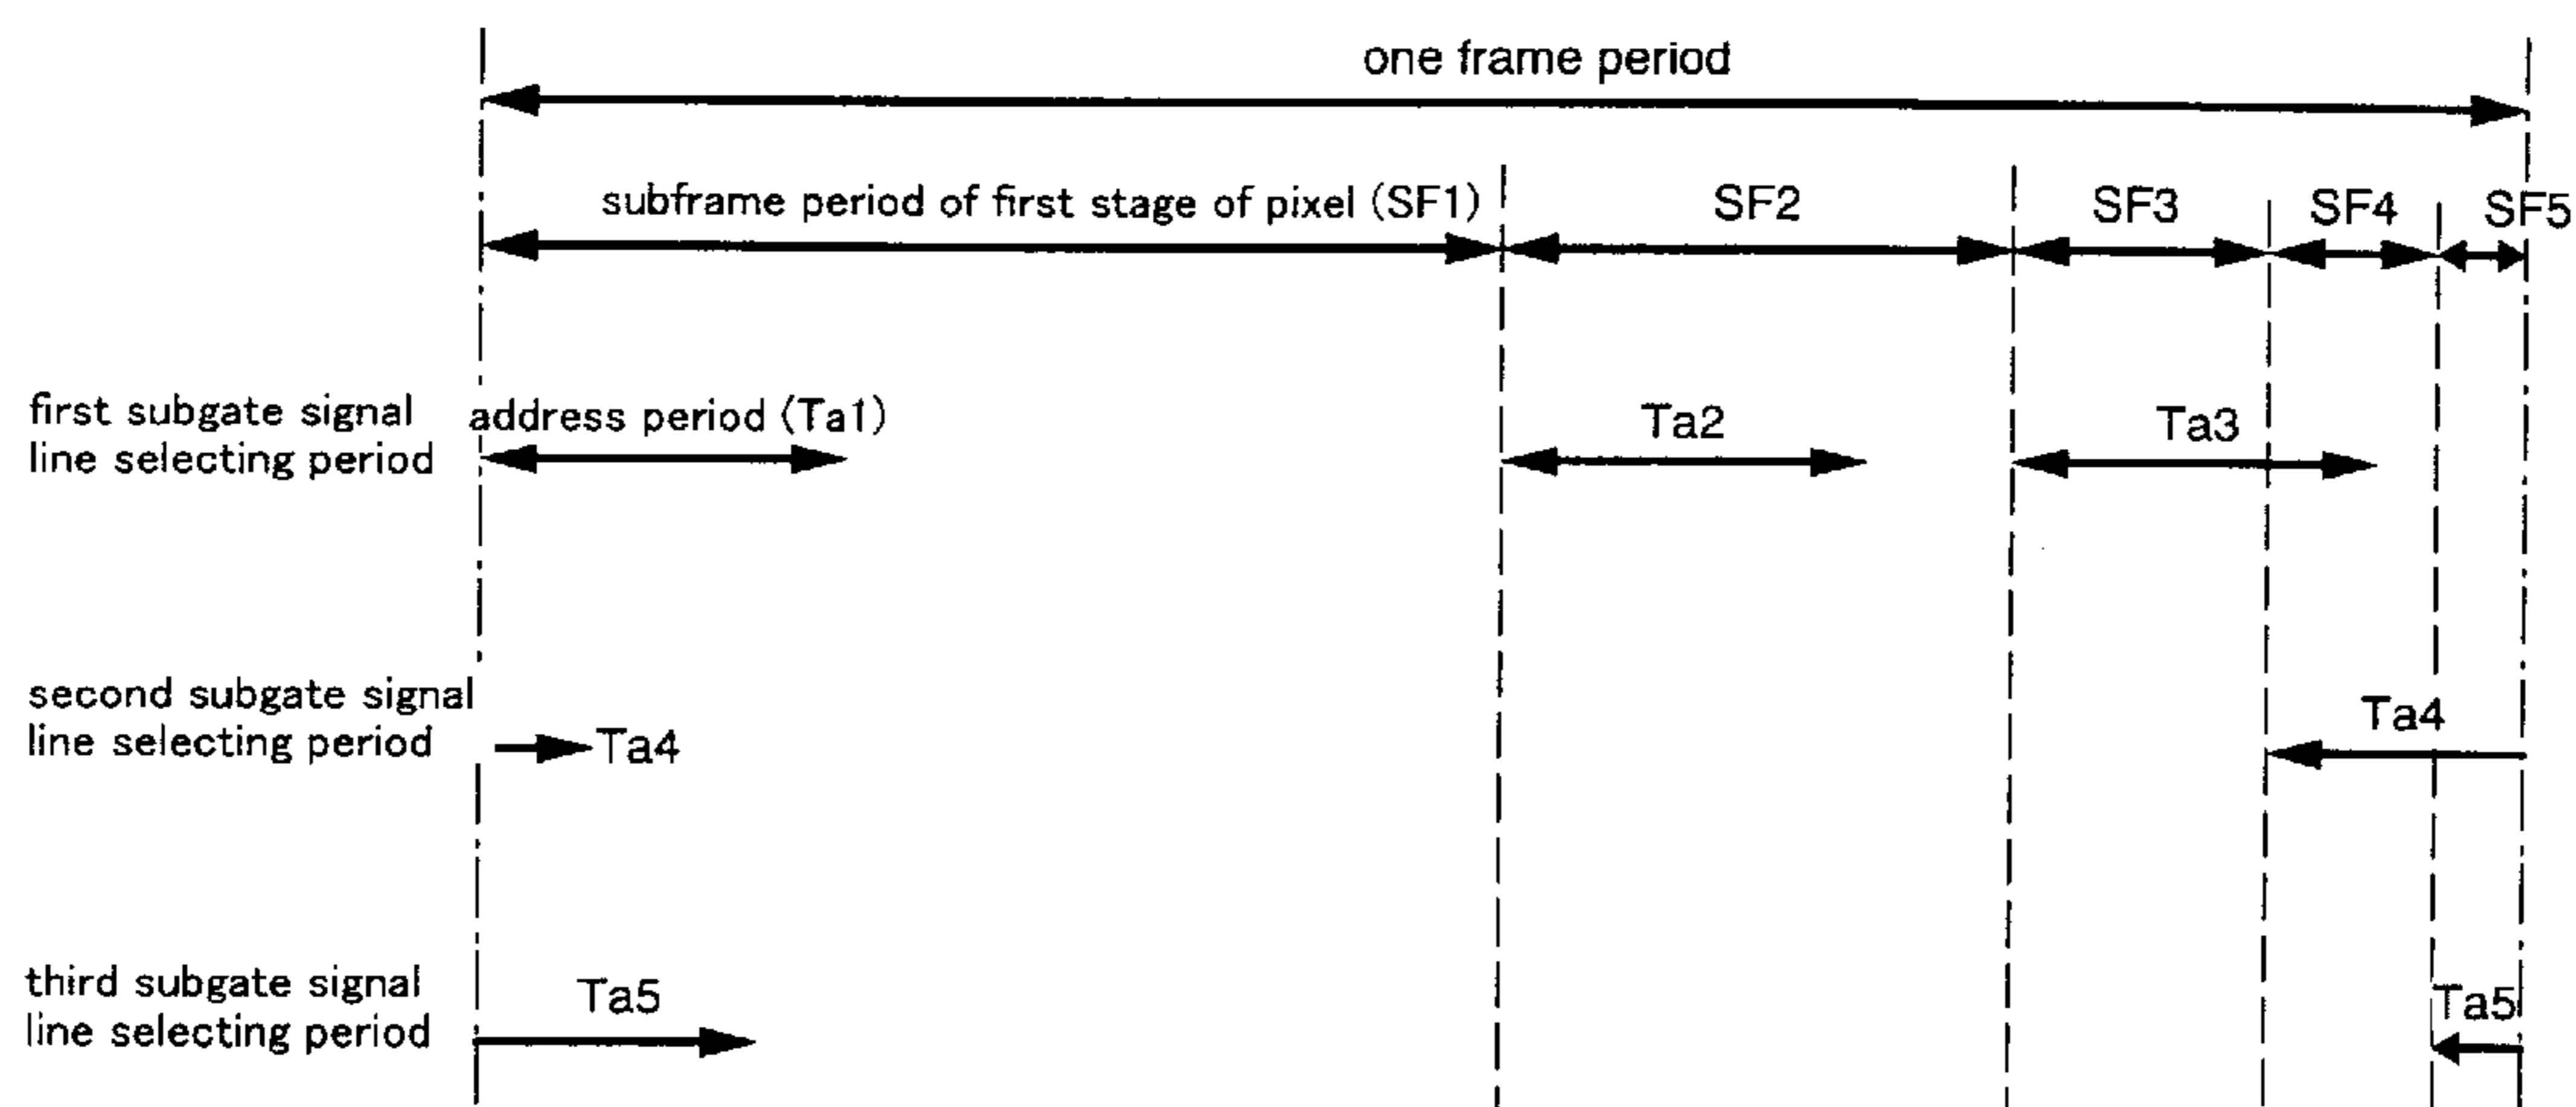 one frame period
subframe period of first stage of pixel (SF1)
SF2
SF3
SF4
SF5
first subgate signal
line selecting period
address period (Ta1)
Ta2
Ta3
second subgate signal
line selecting period
Ta4
Ta4
third subgate signal
line selecting period
Ta5
Ta5